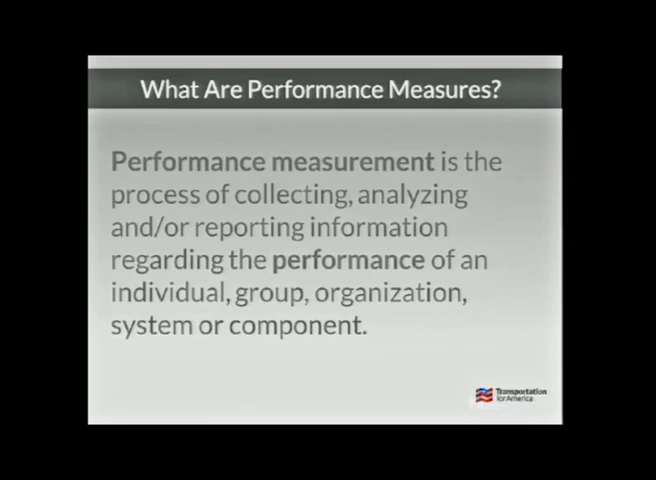 What Are Performance Measures?
Performance measurement is the
process of collecting, analyzing
and/or reporting information
regarding the performance of an
individual, group, organization,
system or component.
Transportation
for America